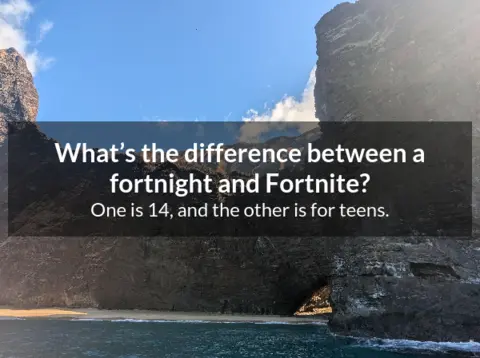 What’s the difference between a
fortnight and Fortnite?
One is 14, and the other is for teens.